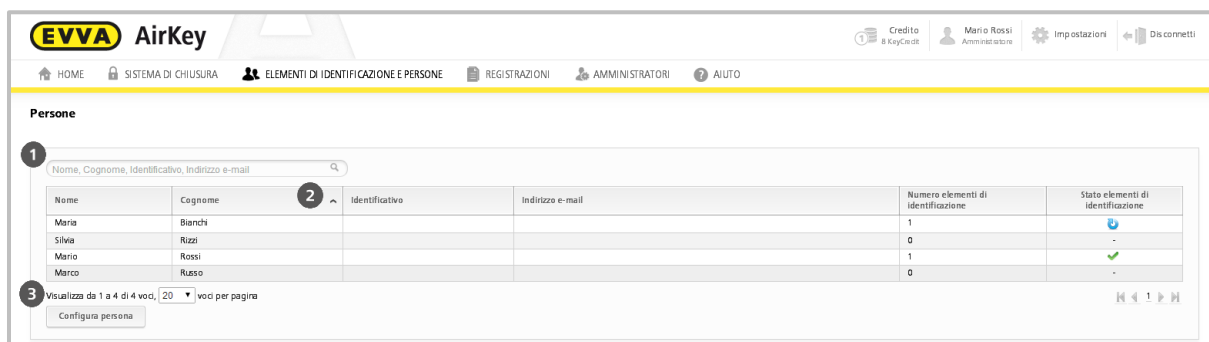 EVVA AirKey
Credito
8 KeyCredit
Mario Rossi
Amministratore
Impostazioni
Disconnetti
HOME
SISTEMA DI CHIUSURA
ELEMENTI DI IDENTIFICAZIONE E PERSONE
REGISTRAZIONI
AMMINISTRATORI
AIUTO
Persone
1
Nome, Cognome, Identificativo, Indirizzo e-mail
Nome
Cognome
2
Identificativo
Indirizzo e-mail
Numero elementi di
identificazione
Stato elementi di
identificazione
Maria Bianchi 1
Silvia Rizzi 0 -
Mario Rossi 1
Marco Russo 0 -
3
Visualizza da 1 a 4 di 4 voci, 20 voci per pagina
1
Configura persona